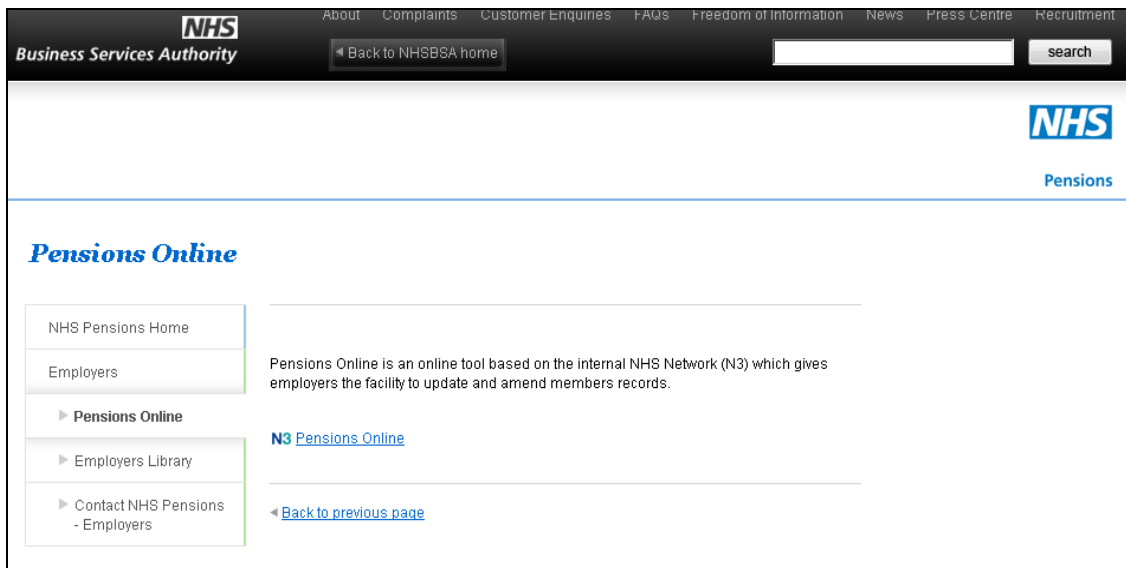 NHS
Business Services Authority
About Complaints Customer Enquiries FAQs Freedom of Information News Press Centre Recruitment
Back to NHSBSA home
search
NHS
Pensions
Pensions Online
NHS Pensions Home
Employers
Pensions Online
Employers Library
Contact NHS Pensions
- Employers
Pensions Online is an online tool based on the internal NHS Network (N3) which gives
employers the facility to update and amend members records.
N3 Pensions Online
Back to previous page